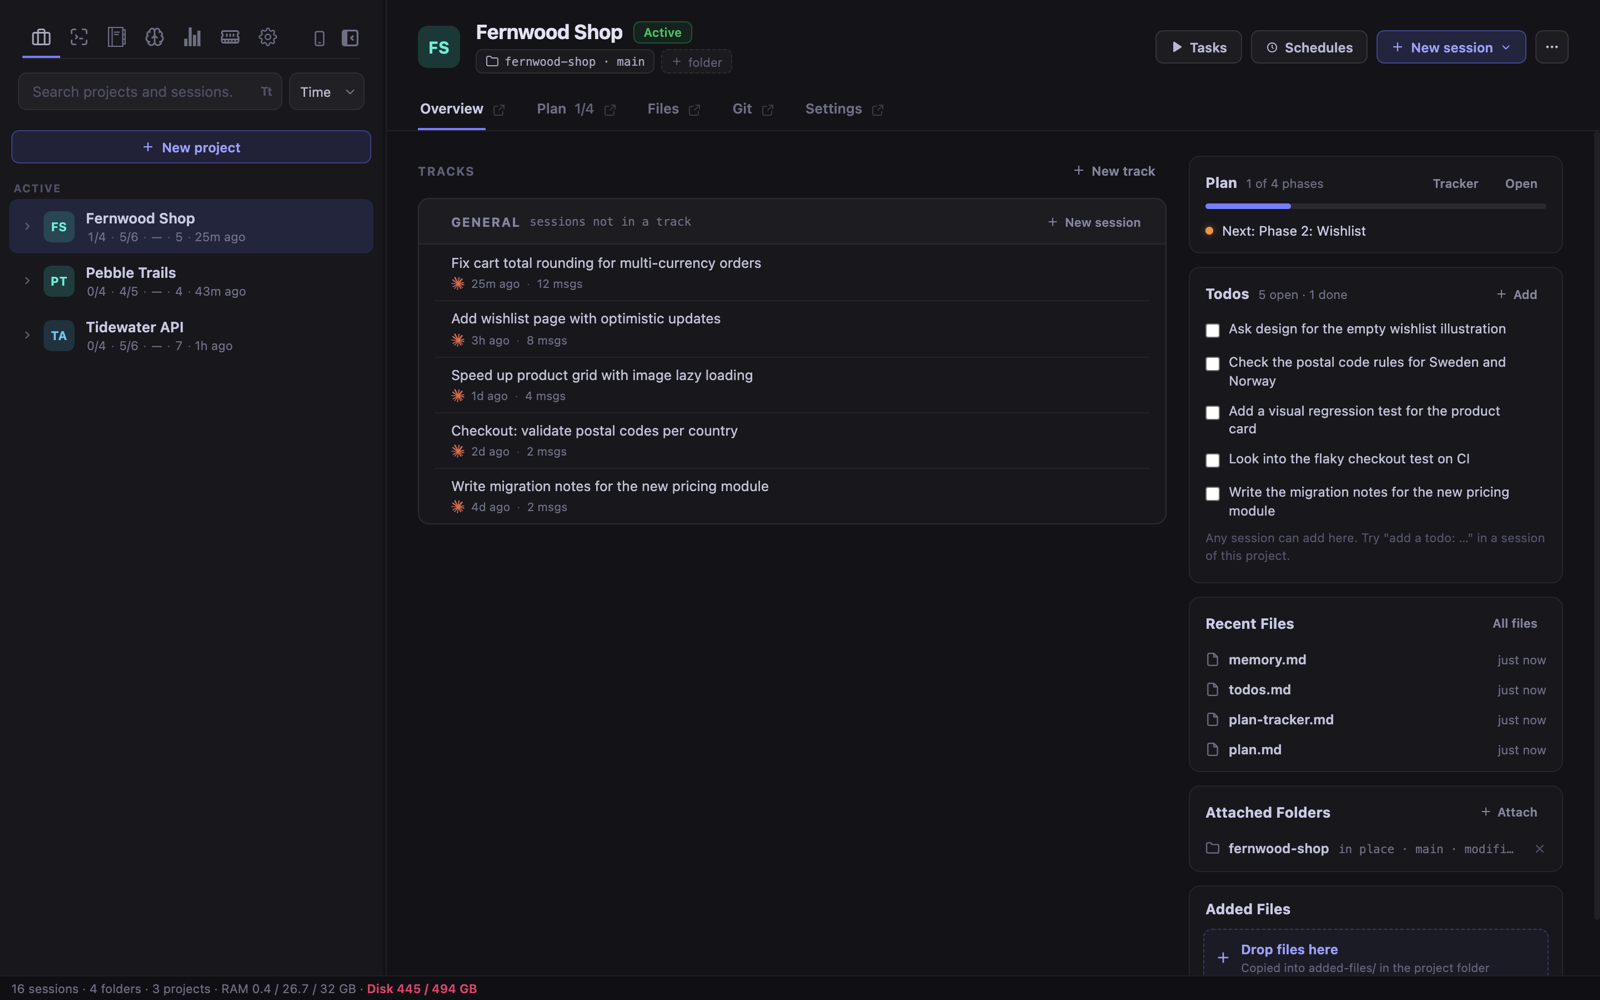 Search projects and sessions.
Tt
Time
+ New project
ACTIVE
FS
Fernwood Shop
1/4 · 5/6 · — · 5 · 25m ago
PT
Pebble Trails
0/4 · 4/5 · — · 4 · 43m ago
TA
Tidewater API
0/4 · 5/6 · — · 7 · 1h ago
FS
Fernwood Shop
Active
fernwood-shop · main
+ folder
Tasks
Schedules
+ New session
Overview
Plan 1/4
Files
Git
Settings
TRACKS
+ New track
GENERAL sessions not in a track
+ New session
Fix cart total rounding for multi-currency orders
25m ago · 12 msgs
Add wishlist page with optimistic updates
3h ago · 8 msgs
Speed up product grid with image lazy loading
1d ago · 4 msgs
Checkout: validate postal codes per country
2d ago · 2 msgs
Write migration notes for the new pricing module
4d ago · 2 msgs
Plan 1 of 4 phases
Tracker
Open
Next: Phase 2: Wishlist
Todos 5 open · 1 done
+ Add
Ask design for the empty wishlist illustration
Check the postal code rules for Sweden and
Norway
Add a visual regression test for the product
card
Look into the flaky checkout test on CI
Write the migration notes for the new pricing
module
Any session can add here. Try "add a todo: ..." in a session
of this project.
Recent Files
All files
memory.md just now
todos.md just now
plan-tracker.md just now
plan.md just now
Attached Folders
+ Attach
fernwood-shop in place · main · modifi…
Added Files
+ Drop files here
Copied into added-files/ in the project folder
16 sessions · 4 folders · 3 projects · RAM 0.4 / 26.7 / 32 GB · Disk 445 / 494 GB